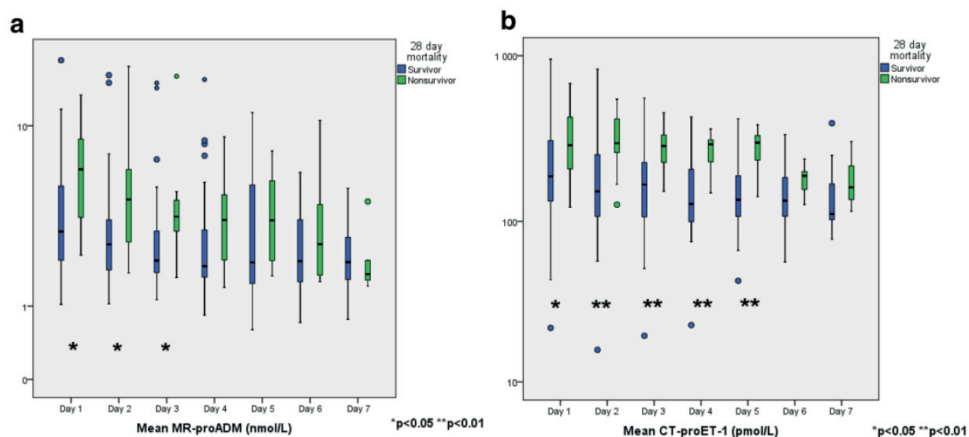 a
28 day
mortality
Survivor
Nonsurvivor
10
1
0
* * *
Day 1 Day 2 Day 3 Day 4 Day 5 Day 6 Day 7
Mean MR-proADM (nmol/L)
*p<0.05 **p<0.01
b
28 day
mortality
Survivor
Nonsurvivor
1 000
100
10
* ** ** ** **
Day 1 Day 2 Day 3 Day 4 Day 5 Day 6 Day 7
Mean CT-proET-1 (pmol/L)
*p<0.05 **p<0.01